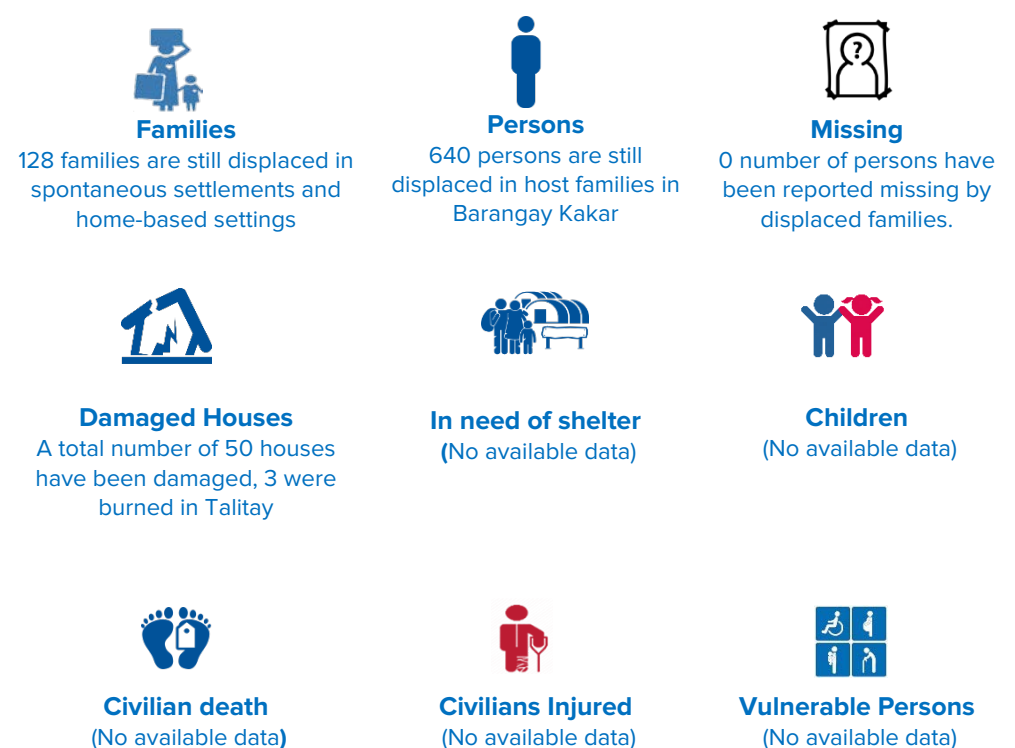 Families
128 families are still displaced in
spontaneous settlements and
home-based settings
Persons
640 persons are still
displaced in host families in
Barangay Kakar
?
Missing
0 number of persons have
been reported missing by
displaced families.
Damaged Houses
A total number of 50 houses
have been damaged, 3 were
burned in Talitay
In need of shelter
(No available data)
Children
(No available data)
Civilian death
(No available data)
Civilians Injured
(No available data)
Vulnerable Persons
(No available data)